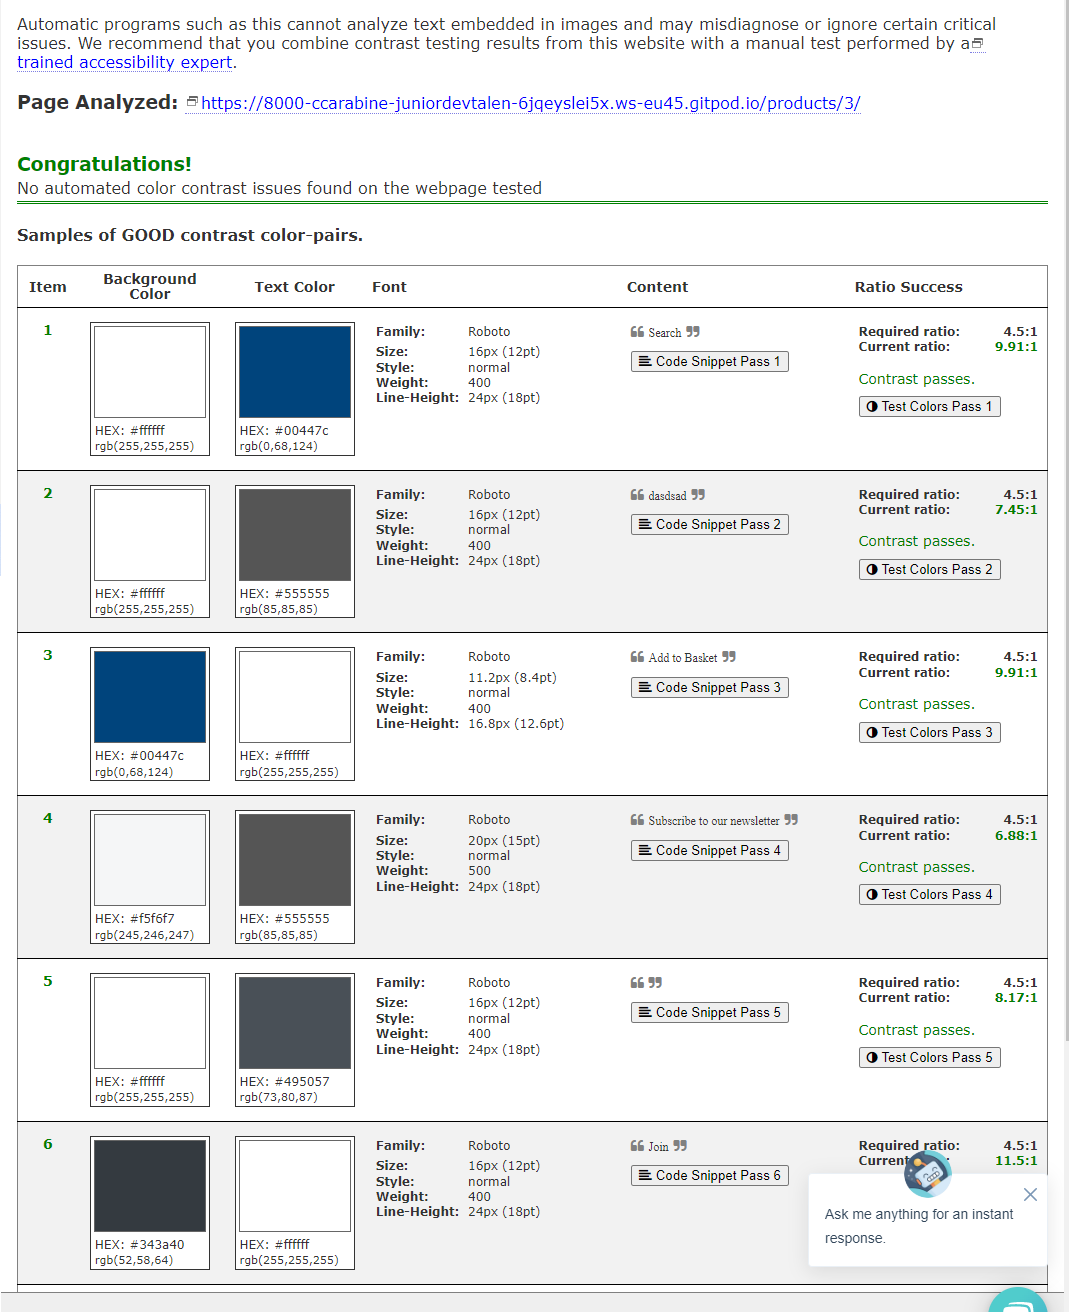 Automatic programs such as this cannot analyze text embedded in images and may misdiagnose or ignore certain critical
issues. We recommend that you combine contrast testing results from this website with a manual test performed by a
trained accessibility expert.
Page Analyzed: https://8000-ccarabine-juniordevtalen-6jqeyslei5x.ws-eu45.gitpod.io/products/3/
Congratulations!
No automated color contrast issues found on the webpage tested
Samples of GOOD contrast color-pairs.
Item Background Color Text Color Font Content Ratio Success
1
HEX: #ffffff
rgb(255,255,255)
HEX: #00447c
rgb(0,68,124)
Family: Roboto
Size: 16px (12pt)
Style: normal
Weight: 400
Line-Height: 24px (18pt)
❝ Search ❞
Code Snippet Pass 1
Required ratio: 4.5:1
Current ratio: 9.91:1
Contrast passes.
Test Colors Pass 1
2
HEX: #ffffff
rgb(255,255,255)
HEX: #555555
rgb(85,85,85)
Family: Roboto
Size: 16px (12pt)
Style: normal
Weight: 400
Line-Height: 24px (18pt)
❝ dasdsad ❞
Code Snippet Pass 2
Required ratio: 4.5:1
Current ratio: 7.45:1
Contrast passes.
Test Colors Pass 2
3
HEX: #00447c
rgb(0,68,124)
HEX: #ffffff
rgb(255,255,255)
Family: Roboto
Size: 11.2px (8.4pt)
Style: normal
Weight: 400
Line-Height: 16.8px (12.6pt)
❝ Add to Basket ❞
Code Snippet Pass 3
Required ratio: 4.5:1
Current ratio: 9.91:1
Contrast passes.
Test Colors Pass 3
4
HEX: #f5f6f7
rgb(245,246,247)
HEX: #555555
rgb(85,85,85)
Family: Roboto
Size: 20px (15pt)
Style: normal
Weight: 500
Line-Height: 24px (18pt)
❝ Subscribe to our newsletter ❞
Code Snippet Pass 4
Required ratio: 4.5:1
Current ratio: 6.88:1
Contrast passes.
Test Colors Pass 4
5
HEX: #ffffff
rgb(255,255,255)
HEX: #495057
rgb(73,80,87)
Family: Roboto
Size: 16px (12pt)
Style: normal
Weight: 400
Line-Height: 24px (18pt)
❝ ❞
Code Snippet Pass 5
Required ratio: 4.5:1
Current ratio: 8.17:1
Contrast passes.
Test Colors Pass 5
6
HEX: #343a40
rgb(52,58,64)
HEX: #ffffff
rgb(255,255,255)
Family: Roboto
Size: 16px (12pt)
Style: normal
Weight: 400
Line-Height: 24px (18pt)
❝ Join ❞
Code Snippet Pass 6
Required ratio: 4.5:1
Current 11.5:1
Ask me anything for an instant
response.